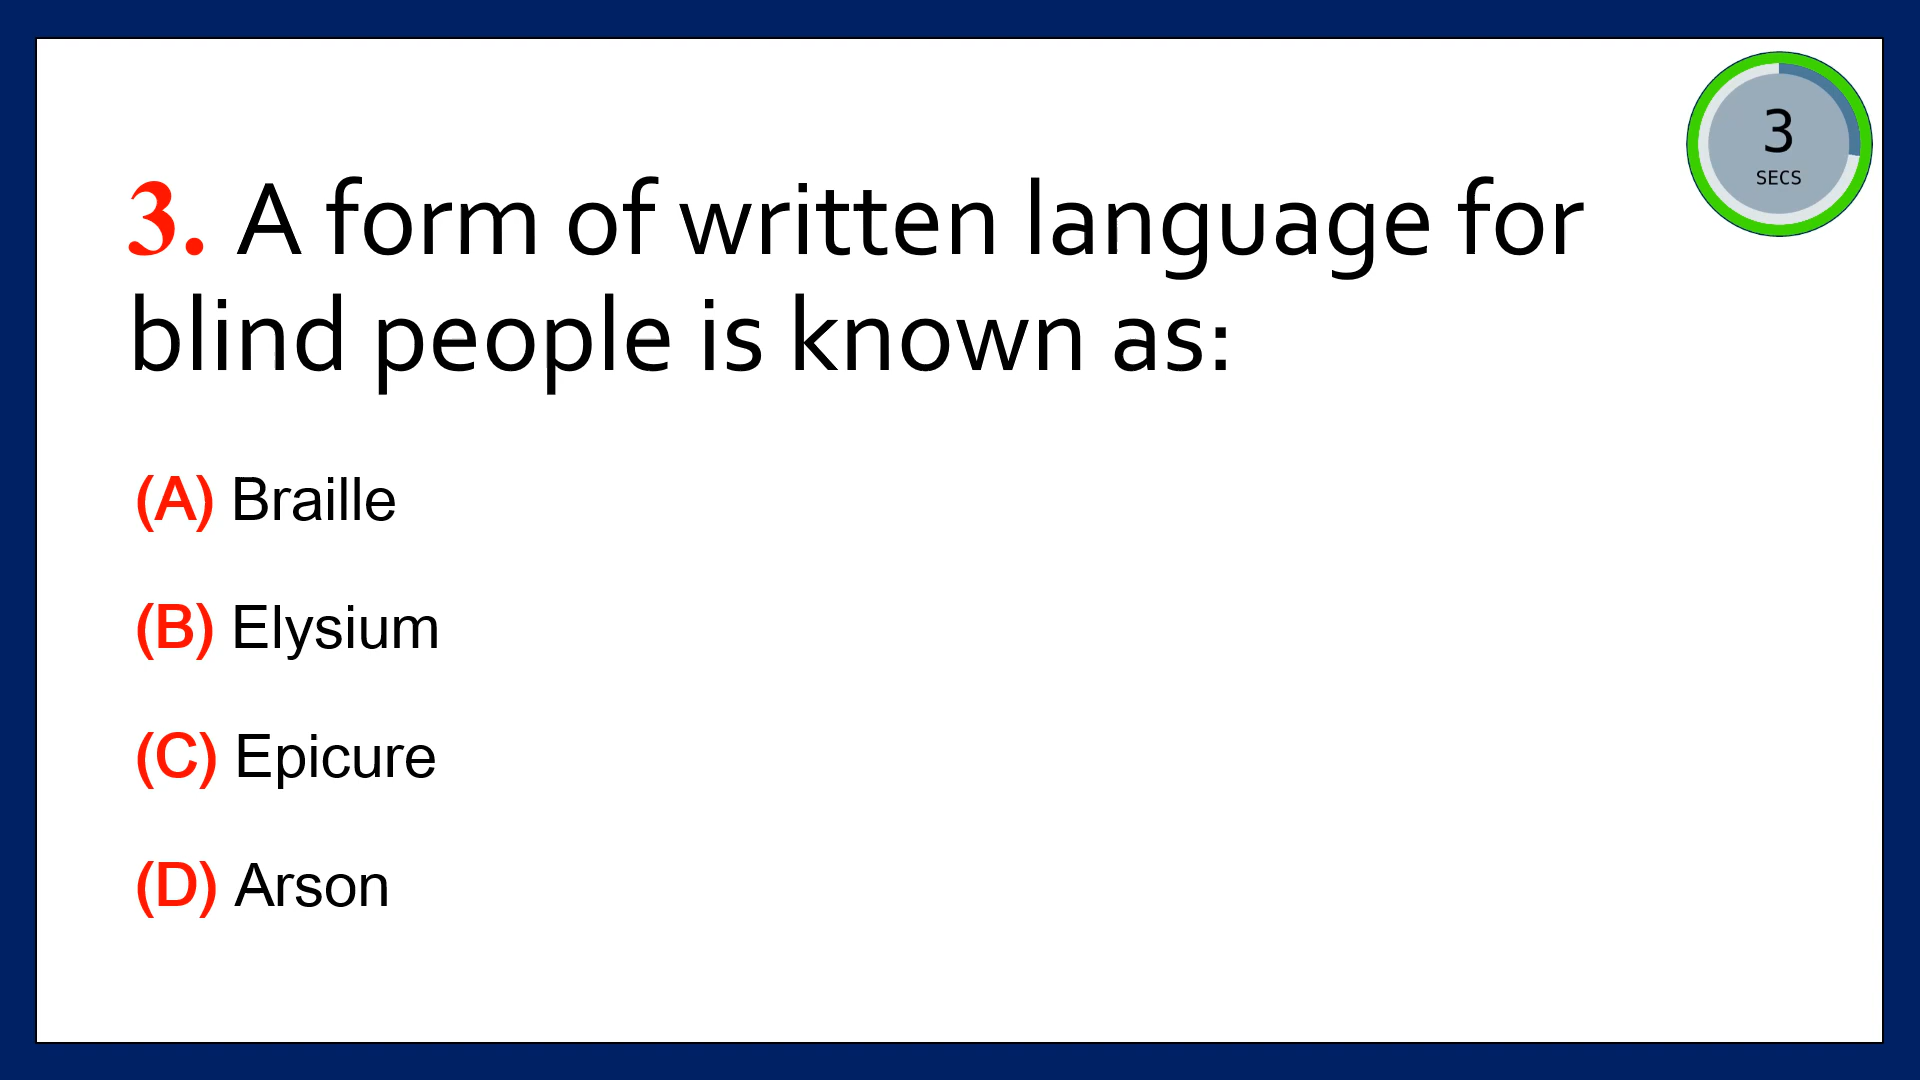 3. A form of written language for
blind people is known as:
(A) Braille
(B) Elysium
(C) Epicure
(D) Arson
3
SECS